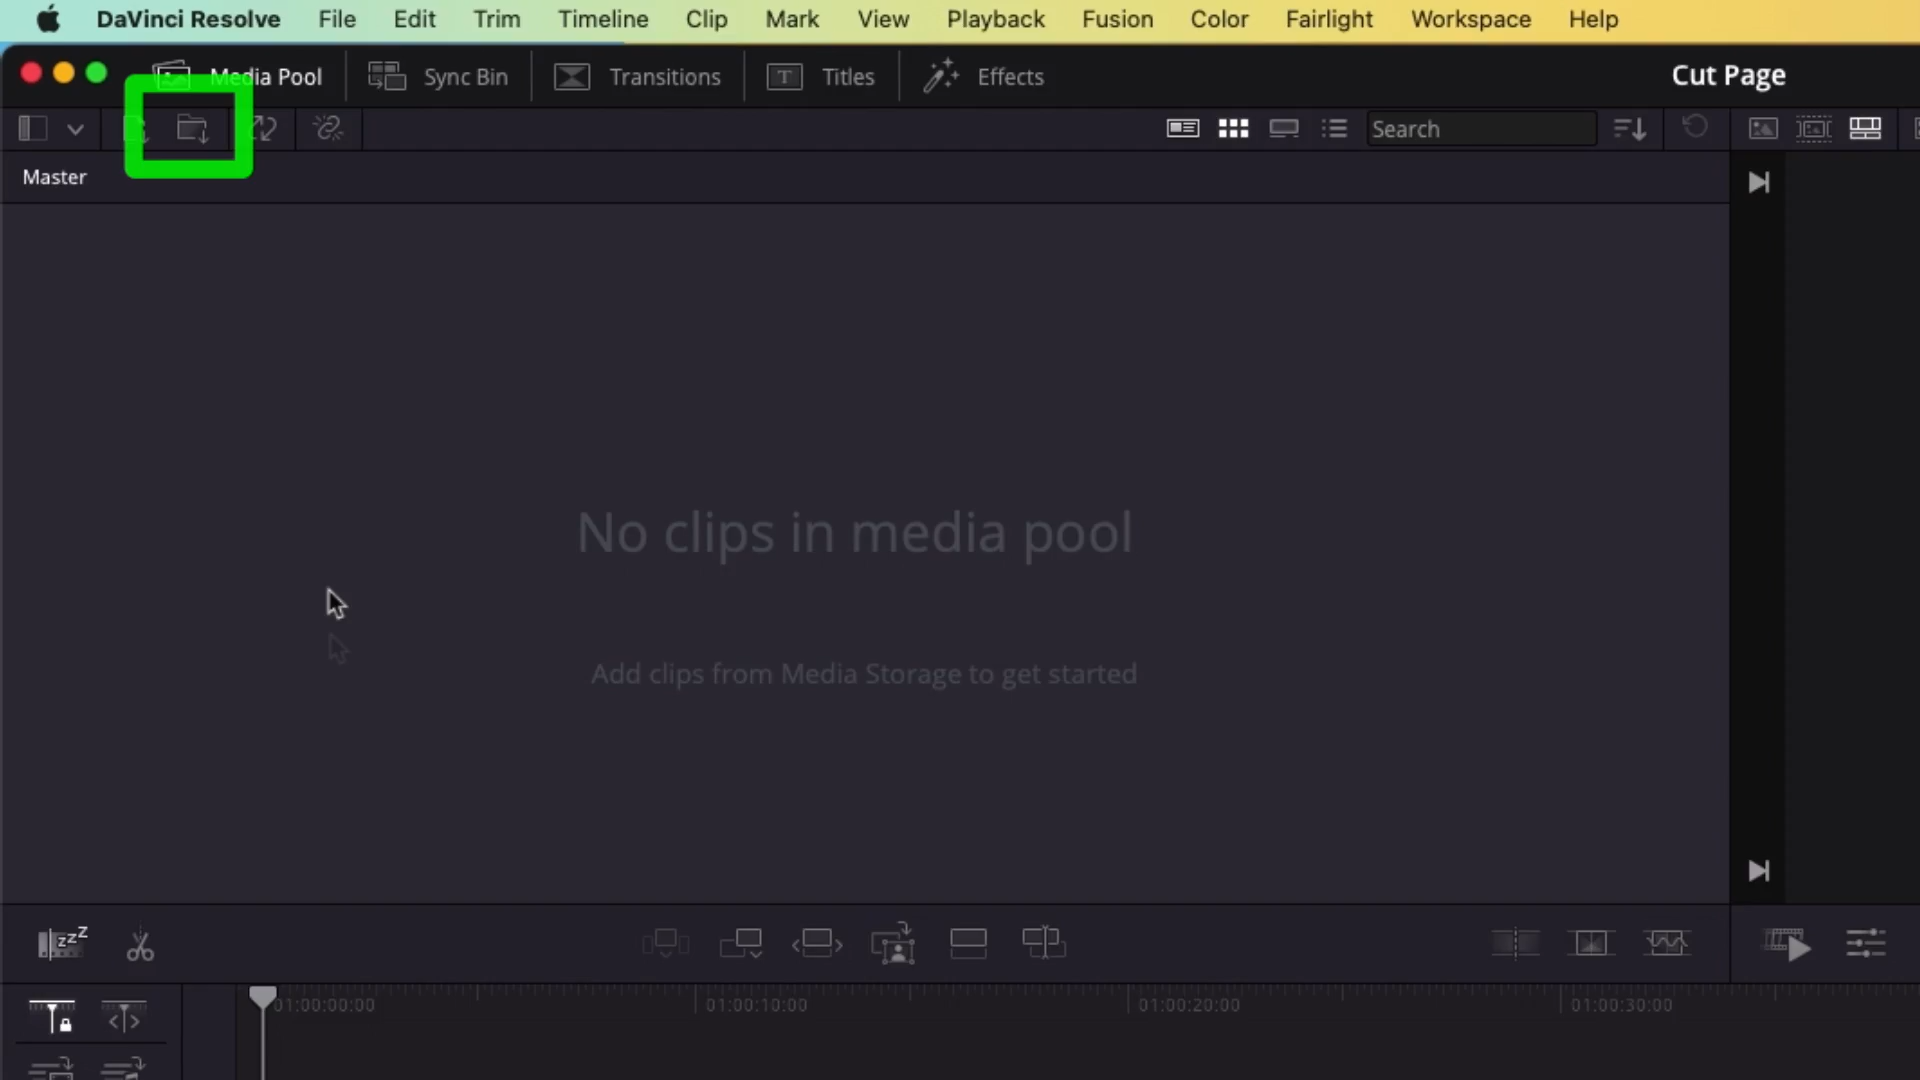 DaVinci Resolve File Edit Trim Timeline Clip Mark View Playback Fusion Color Fairlight Workspace Help
Media Pool Sync Bin Transitions T Titles Effects Cut Page
Search
Master
No clips in media pool
Add clips from Media Storage to get started
zzZ
01:00:00:00 01:00:10:00 01:00:20:00 01:00:30:00